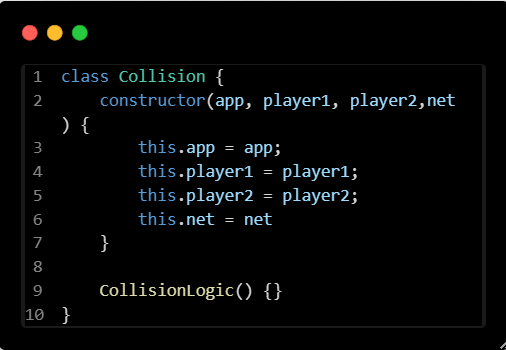 1 class Collision {
2     constructor(app, player1, player2,net
) {
3         this.app = app;
4         this.player1 = player1;
5         this.player2 = player2;
6         this.net = net
7     }
8
9     CollisionLogic() {}
10 }